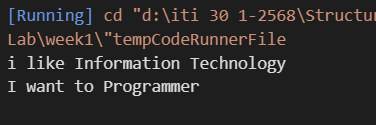 [Running] cd "d:\iti 30 1-2568\Structu
Lab\week1\"tempCodeRunnerFile
i like Information Technology
I want to Programmer